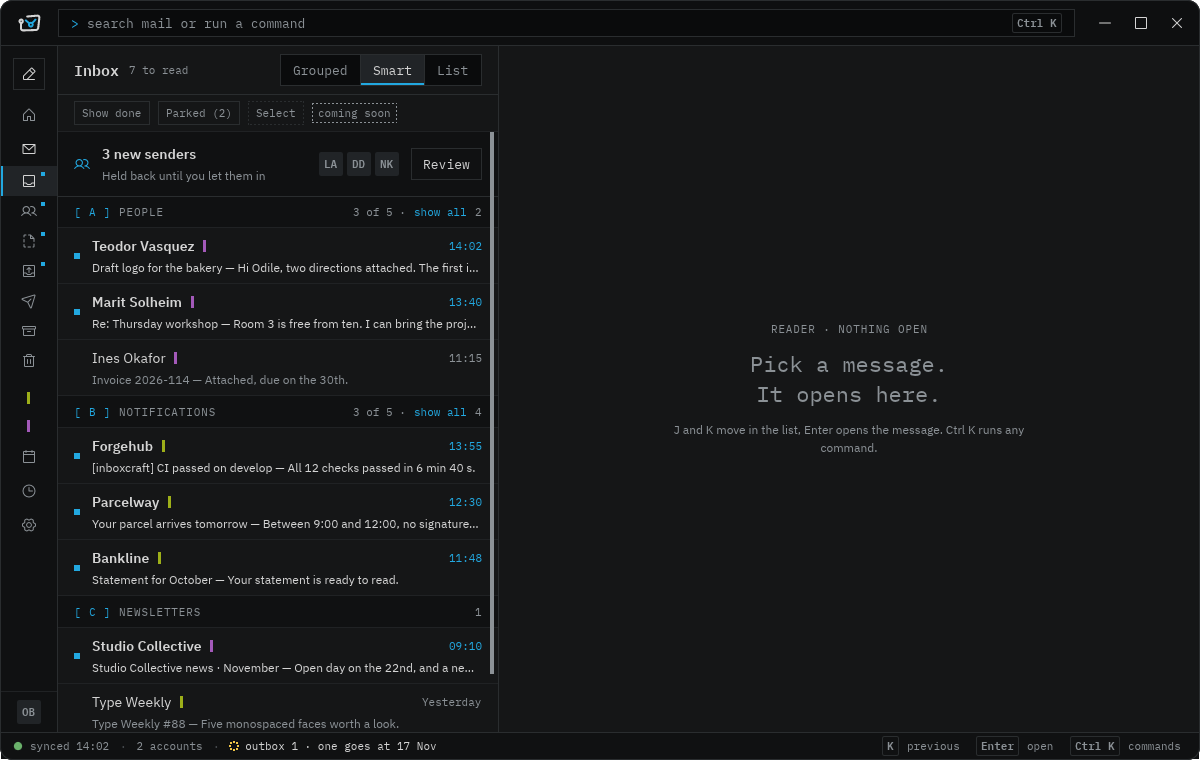 > search mail or run a command Ctrl K
Inbox 7 to read Grouped Smart List
Show done Parked (2) Select coming soon
3 new senders
Held back until you let them in
LA DD NK Review
[ A ] PEOPLE 3 of 5 · show all 2
Teodor Vasquez 14:02
Draft logo for the bakery — Hi Odile, two directions attached. The first i…
Marit Solheim 13:40
Re: Thursday workshop — Room 3 is free from ten. I can bring the proj…
Ines Okafor 11:15
Invoice 2026-114 — Attached, due on the 30th.
[ B ] NOTIFICATIONS 3 of 5 · show all 4
Forgehub 13:55
[inboxcraft] CI passed on develop — All 12 checks passed in 6 min 40 s.
Parcelway 12:30
Your parcel arrives tomorrow — Between 9:00 and 12:00, no signature…
Bankline 11:48
Statement for October — Your statement is ready to read.
[ C ] NEWSLETTERS 1
Studio Collective 09:10
Studio Collective news · November — Open day on the 22nd, and a ne…
Type Weekly Yesterday
Type Weekly #88 — Five monospaced faces worth a look.
READER · NOTHING OPEN
Pick a message.
It opens here.
J and K move in the list, Enter opens the message. Ctrl K runs any
command.
OB
synced 14:02 · 2 accounts · outbox 1 · one goes at 17 Nov
K previous Enter open Ctrl K commands